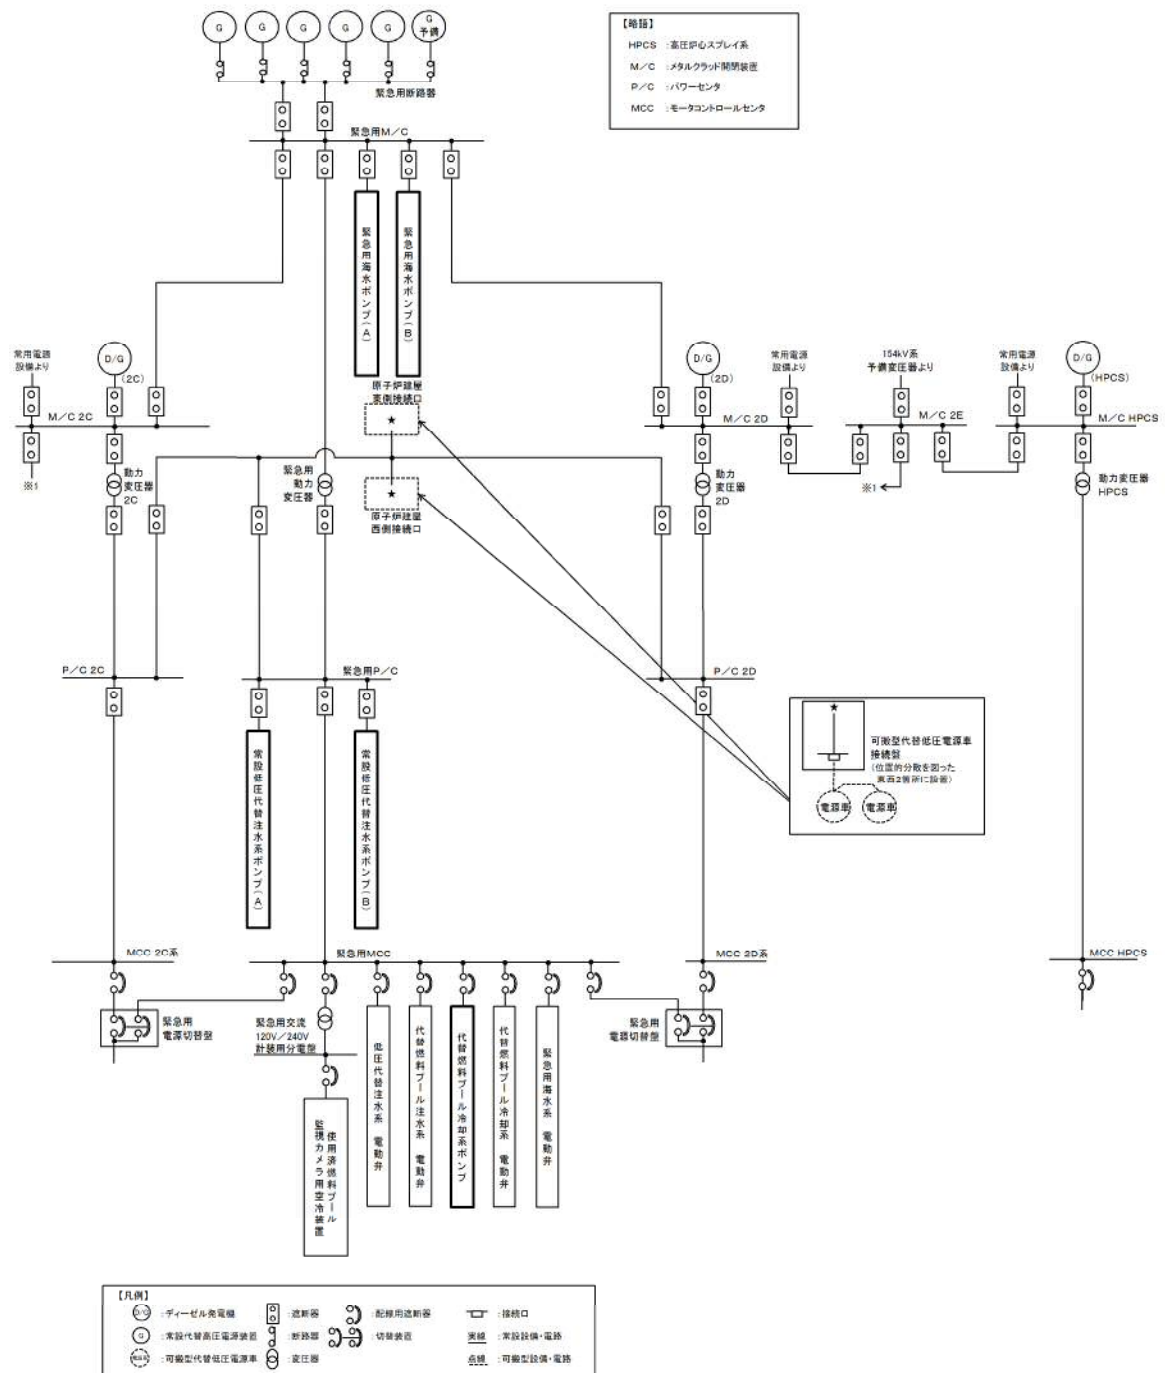 G
G
G
G
G
G
予備
緊急用断路器
【略語】
HPCS :高圧炉心スプレイ系
M/C :メタルクラッド開閉装置
P/C :パワーセンタ
MCC :モータコントロールセンタ
緊急用M/C
緊急用海水ポンプ(A)
緊急用海水ポンプ(B)
常用電源
設備より
D/G
(2C)
M/C 2C
※1
動力
変圧器
2C
原子炉建屋
東側接続口
★
★
原子炉建屋
西側接続口
緊急用
動力
変圧器
D/G
(2D)
M/C 2D
動力
変圧器
2D
常用電源
設備より
154kV系
予備変圧器より
M/C 2E
※1
常用電源
設備より
D/G
(HPCS)
M/C HPCS
動力変圧器
HPCS
P/C 2C
緊急用P/C
P/C 2D
常設低圧代替注水系ポンプ(A)
常設低圧代替注水系ポンプ(B)
★
可搬型代替低圧電源車
接続盤
(位置的分散を図った
東西2箇所に設置)
電源車
電源車
MCC 2C系
緊急用MCC
MCC 2D系
MCC HPCS
緊急用
電源切替盤
緊急用交流
120V/240V
計装用分電盤
緊急用
電源切替盤
使用済燃料プール
監視カメラ用空冷装置
低圧代替注水系 電動弁
代替燃料プール注水系 電動弁
代替燃料プール冷却系ポンプ
代替燃料プール冷却系 電動弁
緊急用海水系 電動弁
【凡例】
D/G :ディーゼル発電機 :遮断器 :配線用遮断器 :接続口
G :常設代替高圧電源装置 :断路器 :切替装置 実線 :常設設備・電路
電源車 :可搬型代替低圧電源車 :変圧器 点線 :可搬型設備・電路